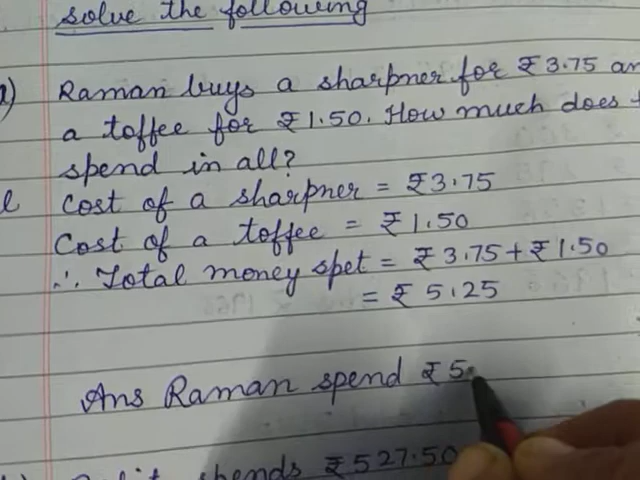 solve the following
a) Raman buys a sharpner for ₹3.75 an
a toffee for ₹1.50. How much does
spend in all?
Cost of a sharpner = ₹3.75
Cost of a toffee = ₹1.50
∴ Total money spet = ₹3.75+₹1.50
= ₹5.25
Ans Raman spend ₹5.
spends ₹527.50